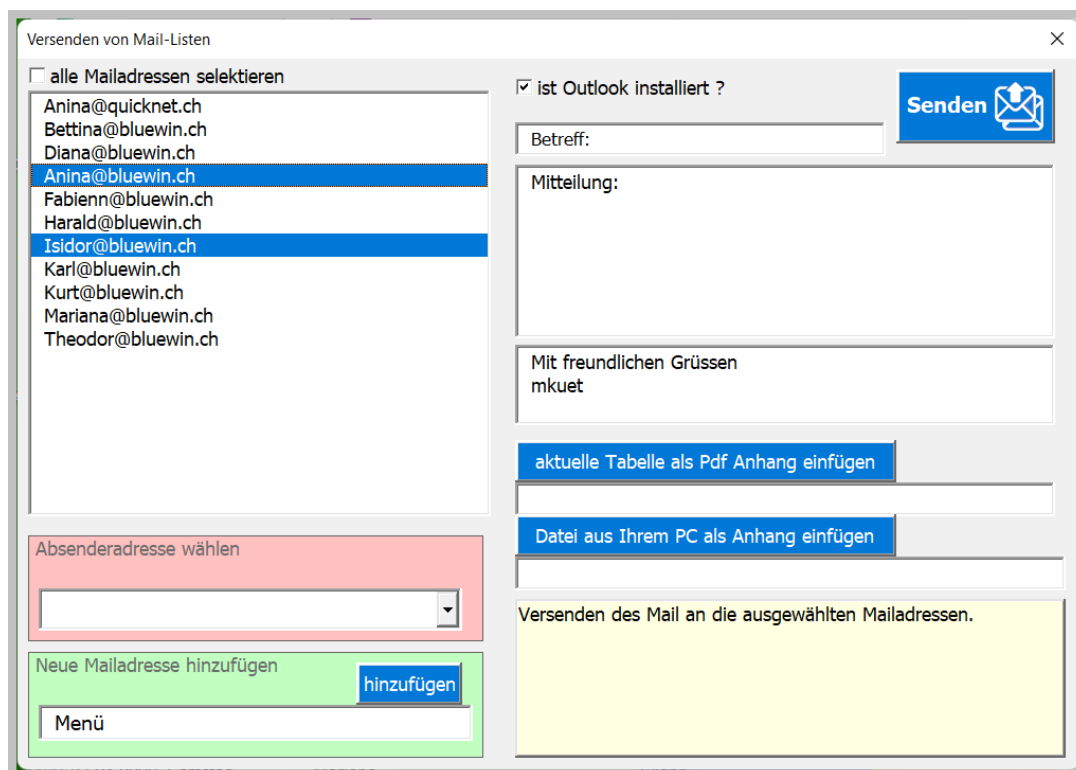 Versenden von Mail-Listen
alle Mailadressen selektieren
Anina@quicknet.ch
Bettina@bluewin.ch
Diana@bluewin.ch
Anina@bluewin.ch
Fabienn@bluewin.ch
Harald@bluewin.ch
Isidor@bluewin.ch
Karl@bluewin.ch
Kurt@bluewin.ch
Mariana@bluewin.ch
Theodor@bluewin.ch
Absenderadresse wählen
Neue Mailadresse hinzufügen
hinzufügen
Menü
ist Outlook installiert ?
Senden
Betreff:
Mitteilung:
Mit freundlichen Grüssen
mkuet
aktuelle Tabelle als Pdf Anhang einfügen
Datei aus Ihrem PC als Anhang einfügen
Versenden des Mail an die ausgewählten Mailadressen.